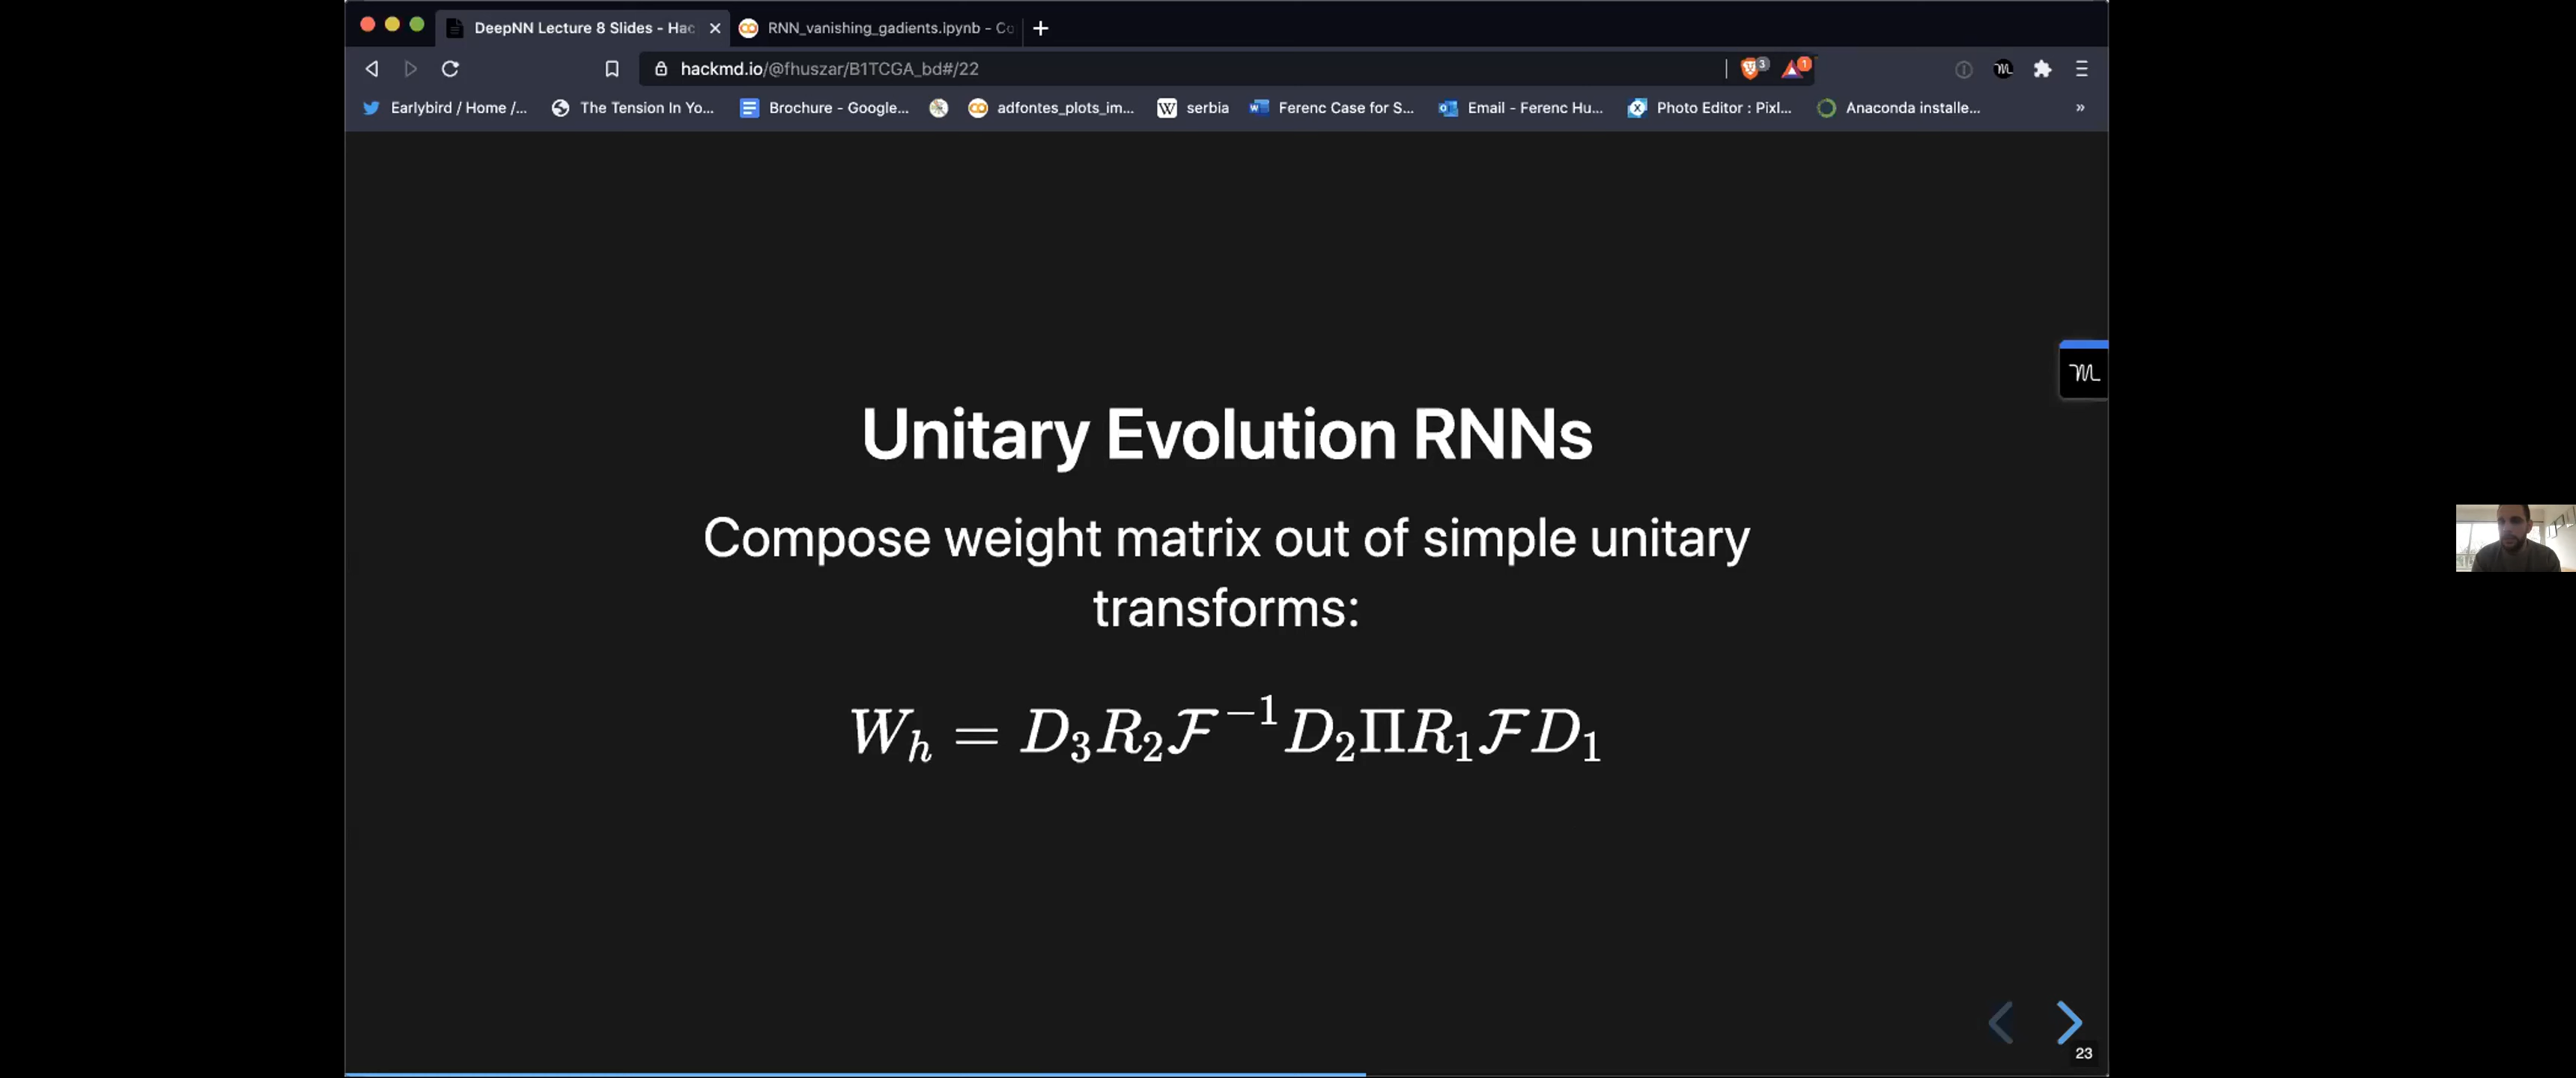 DeepNN Lecture 8 Slides - Hac
RNN_vanishing_gadients.ipynb - Co
hackmd.io/@fhuszar/B1TCGA_bd#/22
3
1
Earlybird / Home /...
The Tension In Yo...
Brochure - Google...
adfontes_plots_im...
serbia
Ferenc Case for S...
Email - Ferenc Hu...
Photo Editor : Pixl...
Anaconda installe...
Unitary Evolution RNNs
Compose weight matrix out of simple unitary
transforms:
W_h = D_3 R_2 ℱ^{-1} D_2 Π R_1 ℱ D_1
23